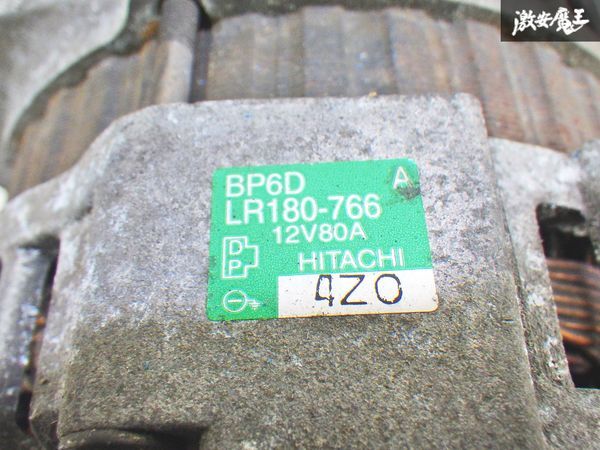 激安魔王
BP6D A
LR180-766
12V80A
D
P
HITACHI
4Z0